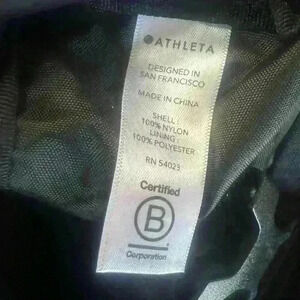 ATHLETA
DESIGNED IN
SAN FRANCISCO
MADE IN CHINA
SHELL:
100% NYLON
LINING:
100% POLYESTER
RN 54023
Certified
B
Corporation